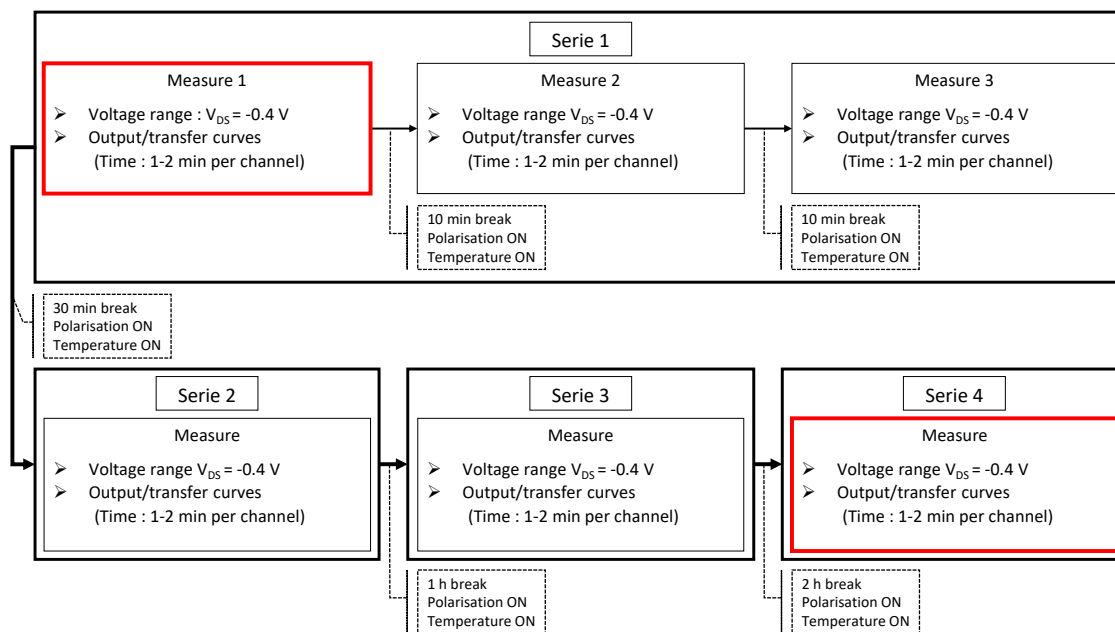 Serie 1
Measure 1
➢ Voltage range : V_DS = -0.4 V
➢ Output/transfer curves
(Time : 1-2 min per channel)
Measure 2
➢ Voltage range V_DS = -0.4 V
➢ Output/transfer curves
(Time : 1-2 min per channel)
Measure 3
➢ Voltage range V_DS = -0.4 V
➢ Output/transfer curves
(Time : 1-2 min per channel)
10 min break
Polarisation ON
Temperature ON
10 min break
Polarisation ON
Temperature ON
30 min break
Polarisation ON
Temperature ON
Serie 2
Measure
➢ Voltage range V_DS = -0.4 V
➢ Output/transfer curves
(Time : 1-2 min per channel)
Serie 3
Measure
➢ Voltage range V_DS = -0.4 V
➢ Output/transfer curves
(Time : 1-2 min per channel)
Serie 4
Measure
➢ Voltage range V_DS = -0.4 V
➢ Output/transfer curves
(Time : 1-2 min per channel)
1 h break
Polarisation ON
Temperature ON
2 h break
Polarisation ON
Temperature ON